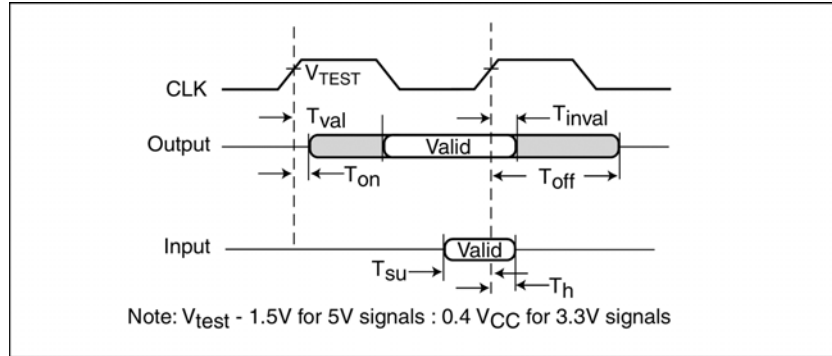 CLK
VTEST
Tval
Tinval
Output
Valid
Ton
Toff
Input
Valid
Tsu
Th
Note: Vtest - 1.5V for 5V signals : 0.4 VCC for 3.3V signals